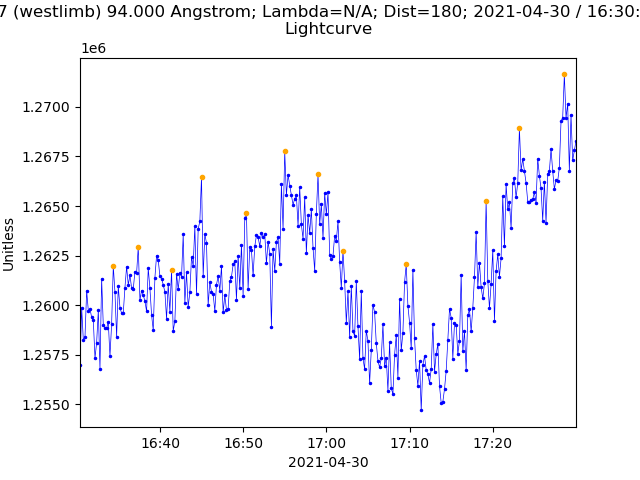 7 (westlimb) 94.000 Angstrom; Lambda=N/A; Dist=180; 2021-04-30 / 16:30:
Lightcurve
1e6
1.2700
1.2675
1.2650
1.2625
1.2600
1.2575
1.2550
Unitless
16:40 16:50 17:00 17:10 17:20
2021-04-30